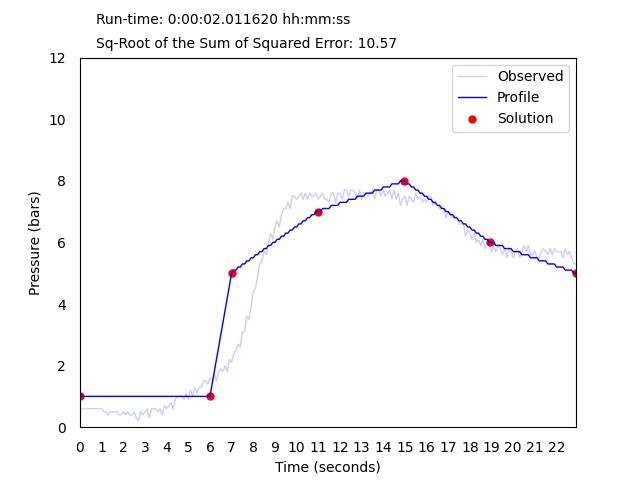 Run-time: 0:00:02.011620 hh:mm:ss
Sq-Root of the Sum of Squared Error: 10.57
Observed
Profile
Solution
12
10
8
6
4
2
0
Pressure (bars)
0 1 2 3 4 5 6 7 8 9 10 11 12 13 14 15 16 17 18 19 20 21 22
Time (seconds)